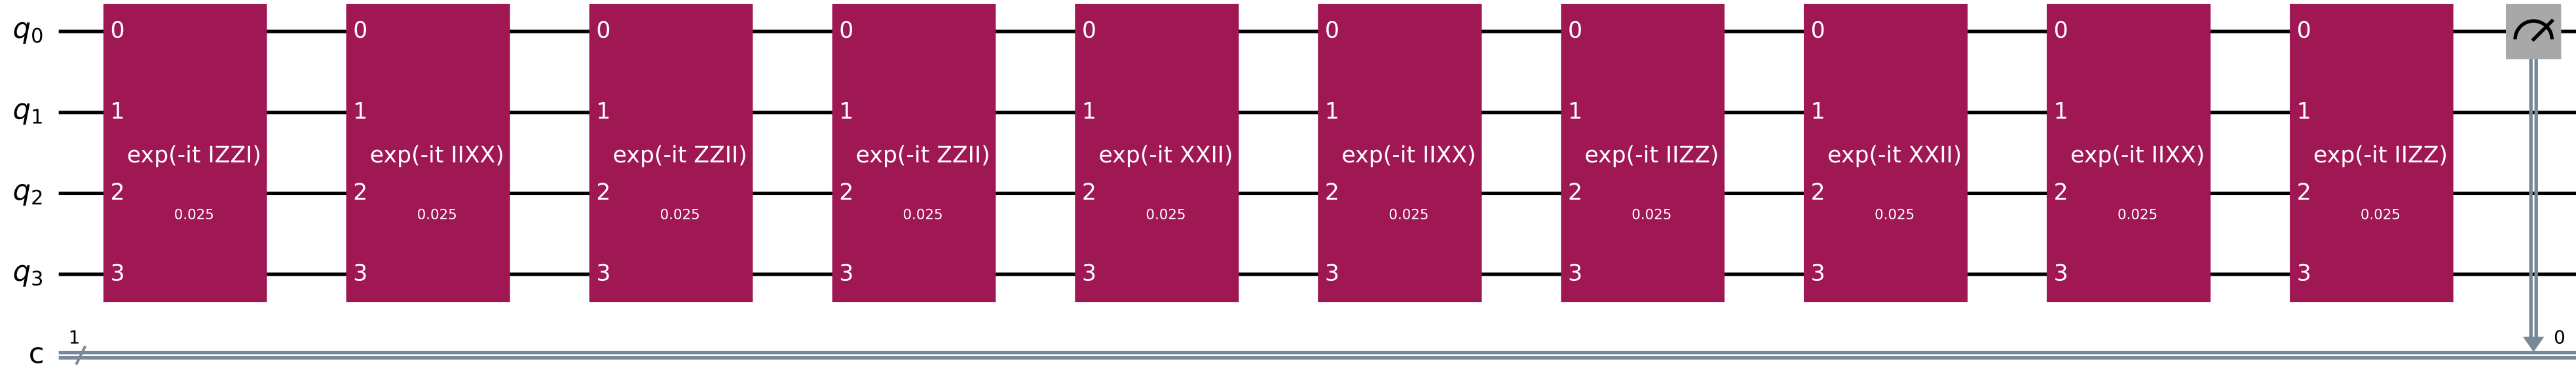 q0 0 0 0 0 0 0 0 0 0 0
q1 1 1 1 1 1 1 1 1 1 1
exp(-it IZZI) exp(-it IIXX) exp(-it ZZII) exp(-it ZZII) exp(-it XXII) exp(-it IIXX) exp(-it IIZZ) exp(-it XXII) exp(-it IIXX) exp(-it IIZZ)
q2 2 2 2 2 2 2 2 2 2 2
0.025 0.025 0.025 0.025 0.025 0.025 0.025 0.025 0.025 0.025
q3 3 3 3 3 3 3 3 3 3 3
1 0
c